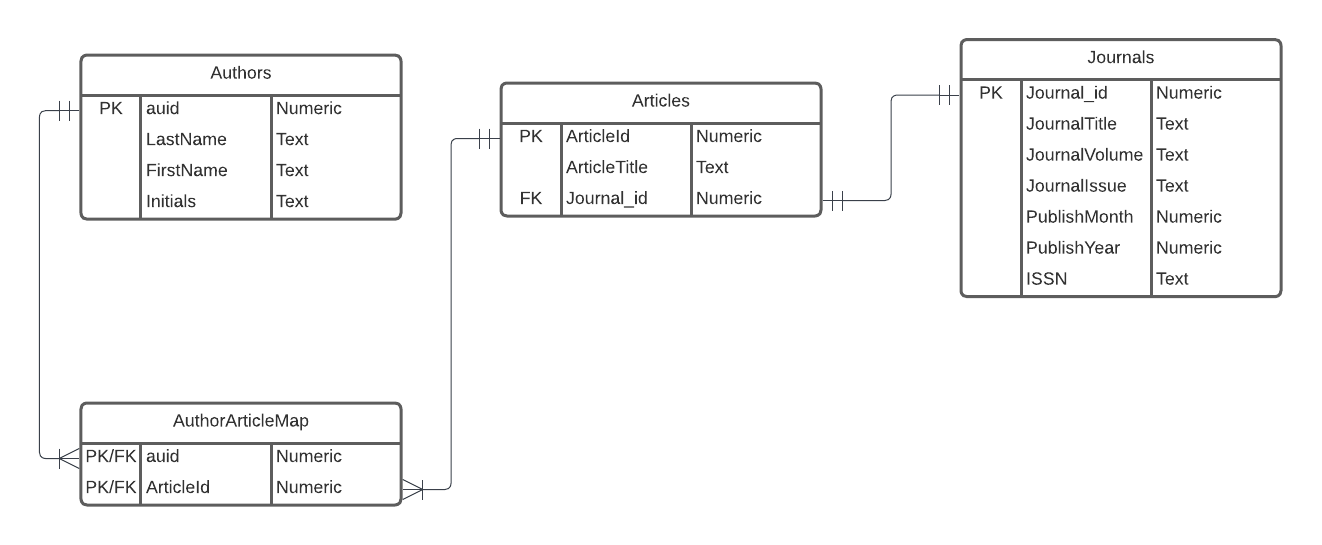 Authors
PK auid Numeric
LastName Text
FirstName Text
Initials Text
Articles
PK ArticleId Numeric
ArticleTitle Text
FK Journal_id Numeric
Journals
PK Journal_id Numeric
JournalTitle Text
JournalVolume Text
JournalIssue Text
PublishMonth Numeric
PublishYear Numeric
ISSN Text
AuthorArticleMap
PK/FK auid Numeric
PK/FK ArticleId Numeric